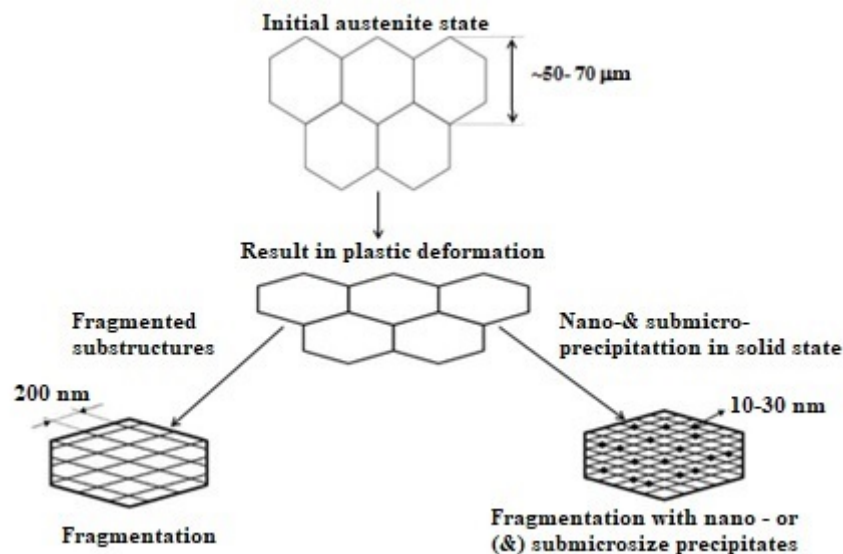 Initial austenite state
~50- 70 µm
Result in plastic deformation
Fragmented
substructures
Nano-& submicro-
precipitattion in solid state
200 nm
10-30 nm
Fragmentation
Fragmentation with nano - or
(&) submicrosize precipitates